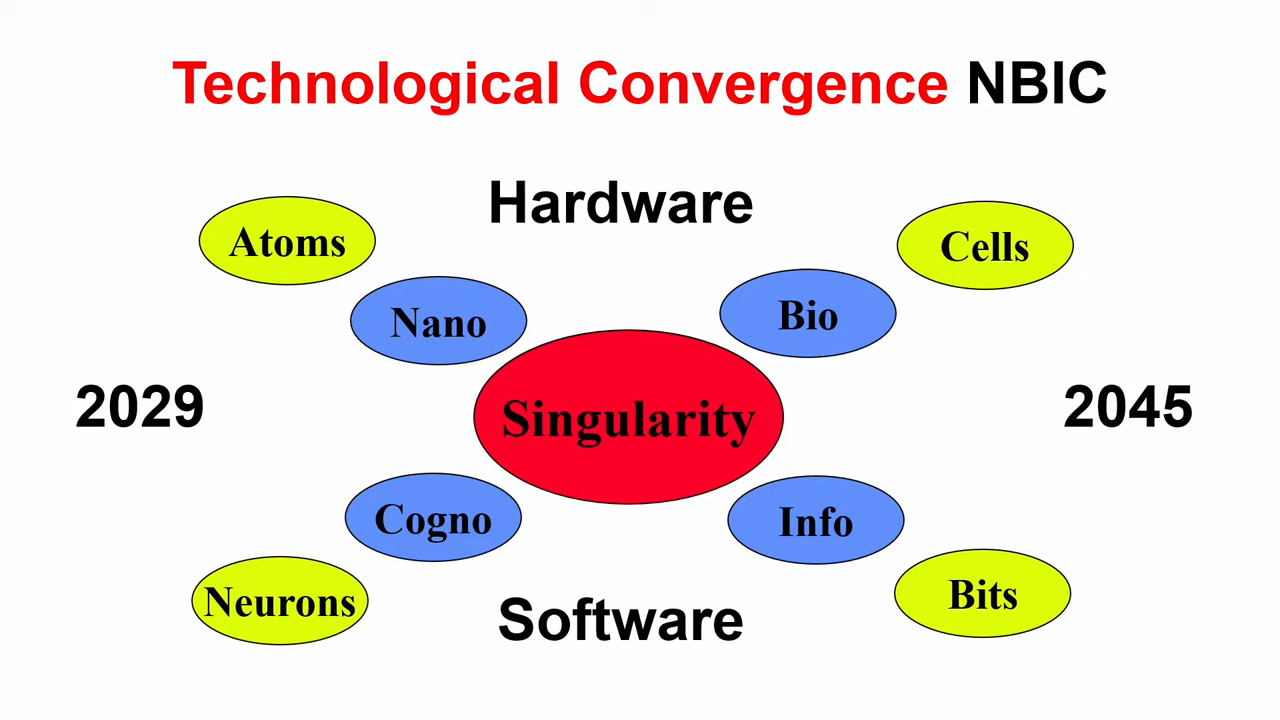 Technological Convergence NBIC
Hardware
Atoms
Cells
Nano
Bio
2029
Singularity
2045
Cogno
Info
Neurons
Software
Bits